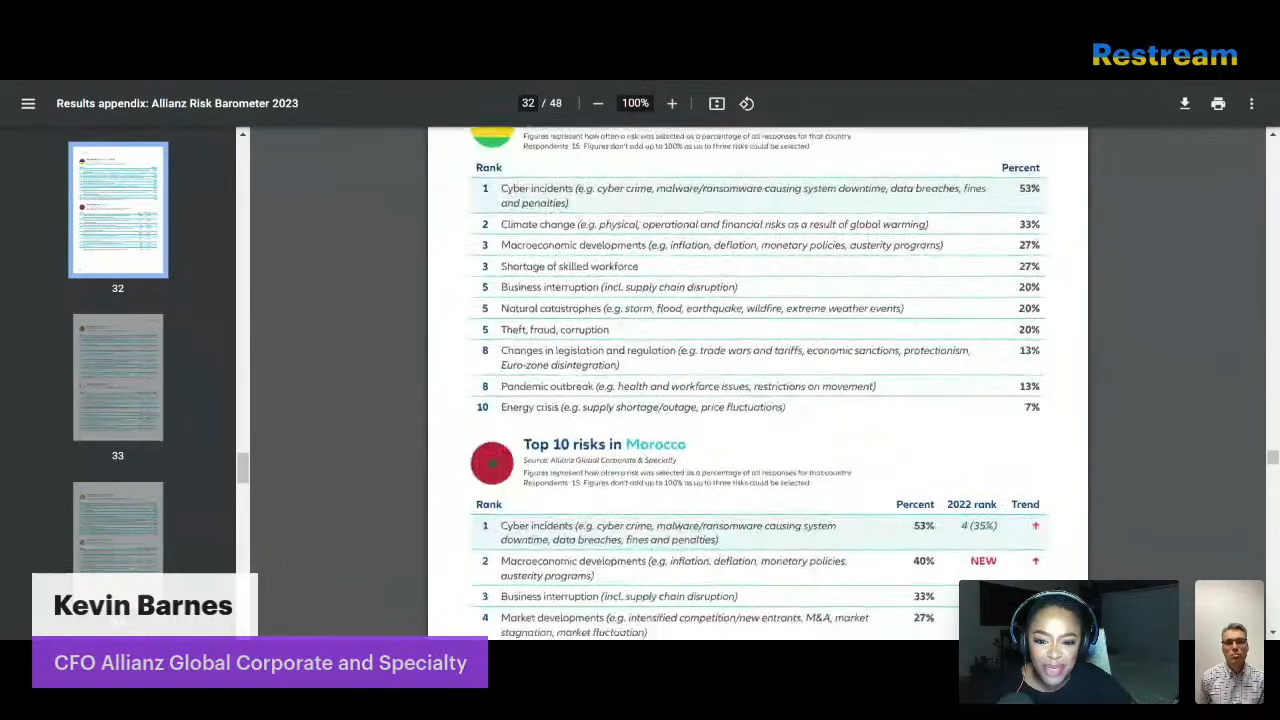 Restream
Results appendix: Allianz Risk Barometer 2023
32 / 48
100%
Figures represent how often a risk was selected as a percentage of all responses for that country
Respondents: 15. Figures don't add up to 100% as up to three risks could be selected
Rank Percent
1 Cyber incidents (e.g. cyber crime, malware/ransomware causing system downtime, data breaches, fines 53%
and penalties)
2 Climate change (e.g. physical, operational and financial risks as a result of global warming) 33%
3 Macroeconomic developments (e.g. inflation, deflation, monetary policies, austerity programs) 27%
3 Shortage of skilled workforce 27%
5 Business interruption (incl. supply chain disruption) 20%
5 Natural catastrophes (e.g. storm, flood, earthquake, wildfire, extreme weather events) 20%
5 Theft, fraud, corruption 20%
8 Changes in legislation and regulation (e.g. trade wars and tariffs, economic sanctions, protectionism, 13%
Euro-zone disintegration)
8 Pandemic outbreak (e.g. health and workforce issues, restrictions on movement) 13%
10 Energy crisis (e.g. supply shortage/outage, price fluctuations) 7%
Top 10 risks in Morocco
Source: Allianz Global Corporate & Specialty
Figures represent how often a risk was selected as a percentage of all responses for that country
Respondents: 15. Figures don't add up to 100% as up to three risks could be selected
Rank Percent 2022 rank Trend
1 Cyber incidents (e.g. cyber crime, malware/ransomware causing system 53% 4 (35%)
downtime, data breaches, fines and penalties)
2 Macroeconomic developments (e.g. inflation, deflation, monetary policies, 40% NEW
austerity programs)
3 Business interruption (incl. supply chain disruption) 33%
4 Market developments (e.g. intensified competition/new entrants, M&A, market 27%
stagnation, market fluctuation)
32
33
Kevin Barnes
CFO Allianz Global Corporate and Specialty